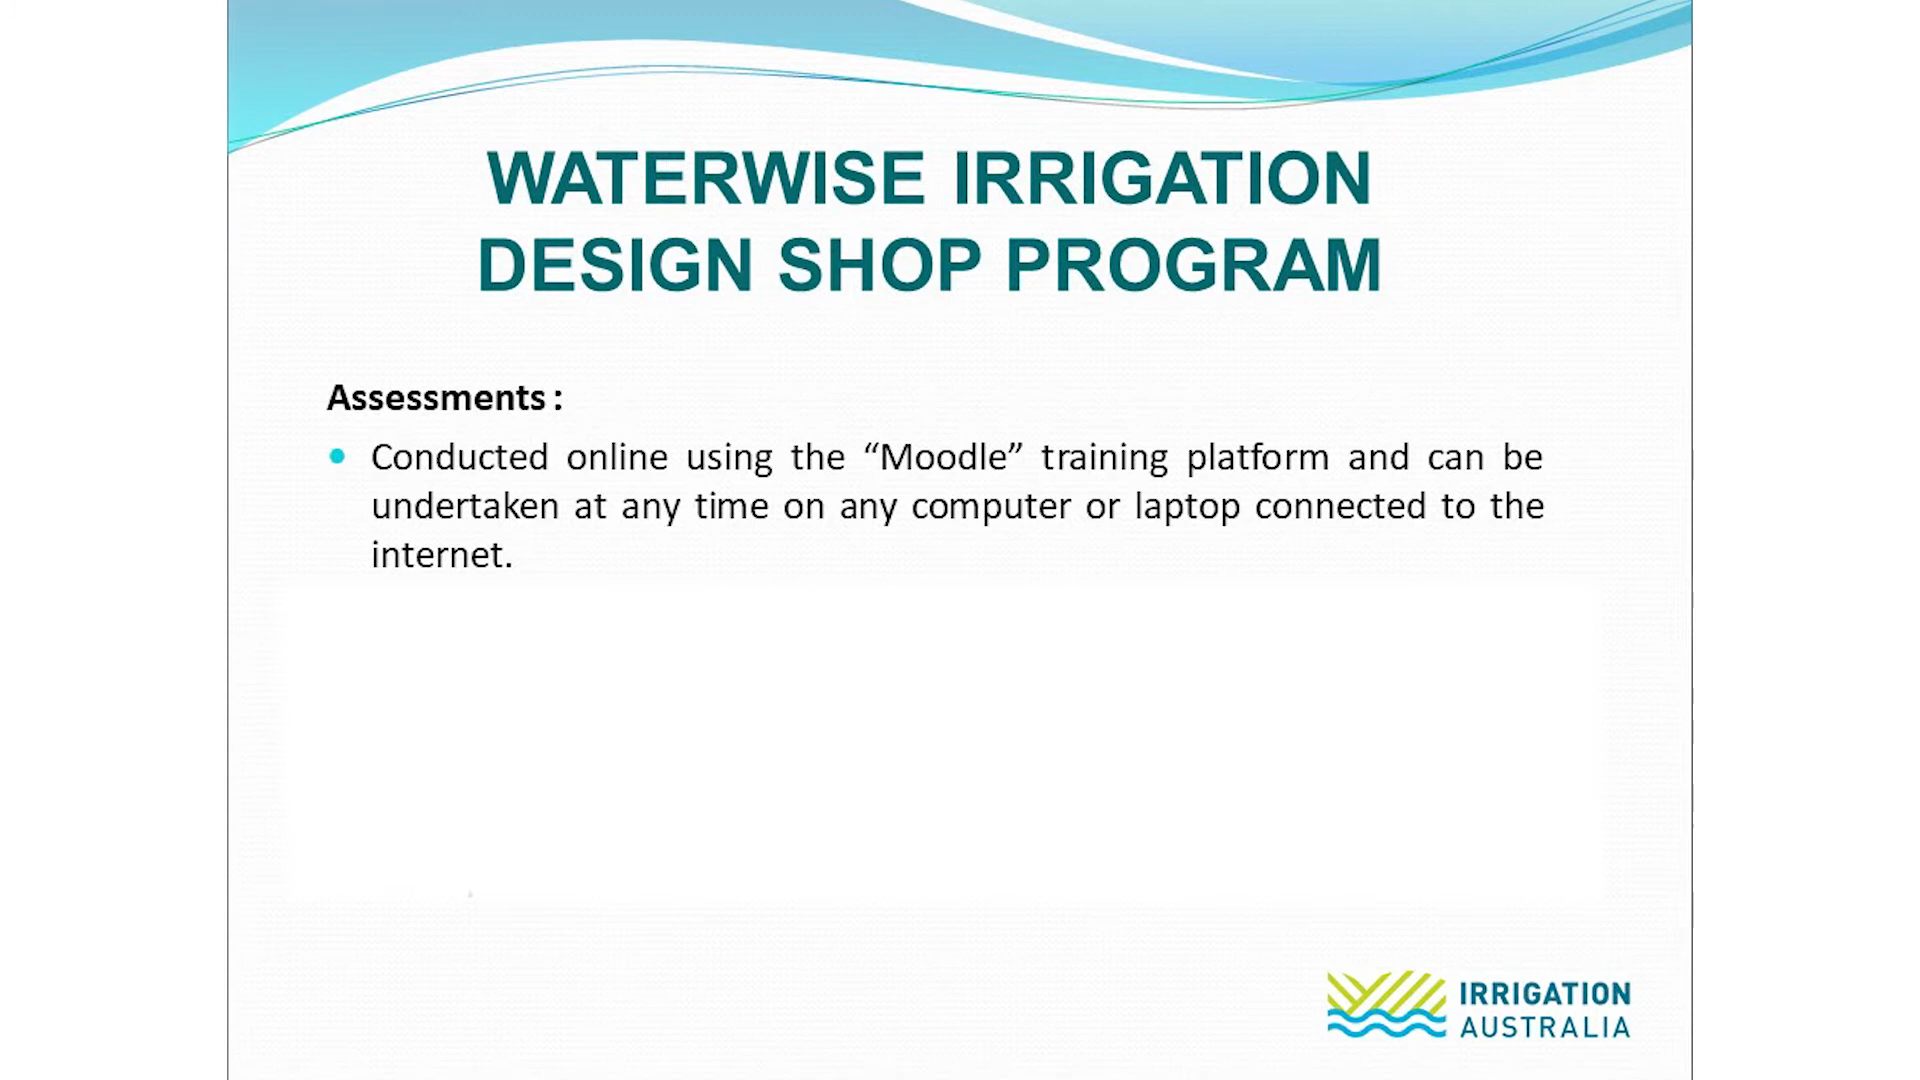 WATERWISE IRRIGATION
DESIGN SHOP PROGRAM
Assessments :
• Conducted online using the “Moodle” training platform and can be
undertaken at any time on any computer or laptop connected to the
internet.
IRRIGATION
AUSTRALIA